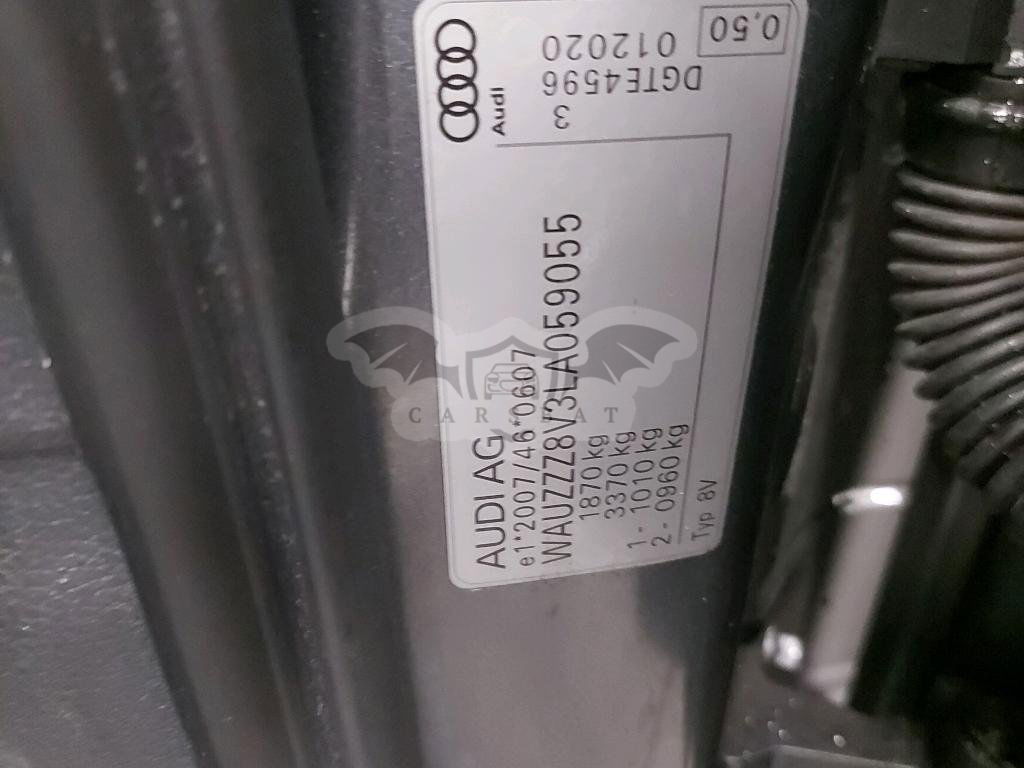 AUDI AG
e1*2007/46*0607
WAUZZZ8V3LA059055
1870 kg
3370 kg
1- 1010 kg
2- 0960 kg
Typ 8V
Audi
3
DGTE4596
012020
0,50
CARSBAT